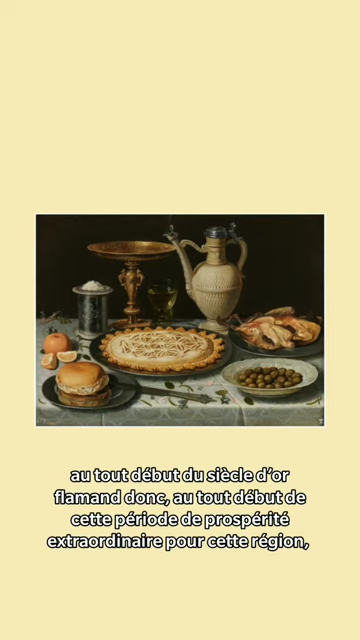 au tout début du siècle d'or
flamand donc, au tout début de
cette période de prospérité
extraordinaire pour cette région,